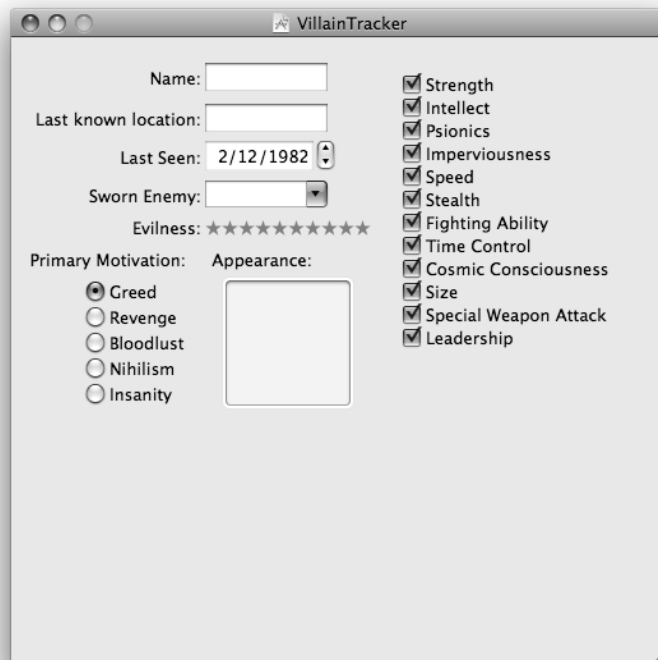 VillainTracker
Name:
Last known location:
Last Seen: 2/12/1982
Sworn Enemy:
Evilness:
Primary Motivation:
Greed
Revenge
Bloodlust
Nihilism
Insanity
Appearance:
Strength
Intellect
Psionics
Imperviousness
Speed
Stealth
Fighting Ability
Time Control
Cosmic Consciousness
Size
Special Weapon Attack
Leadership